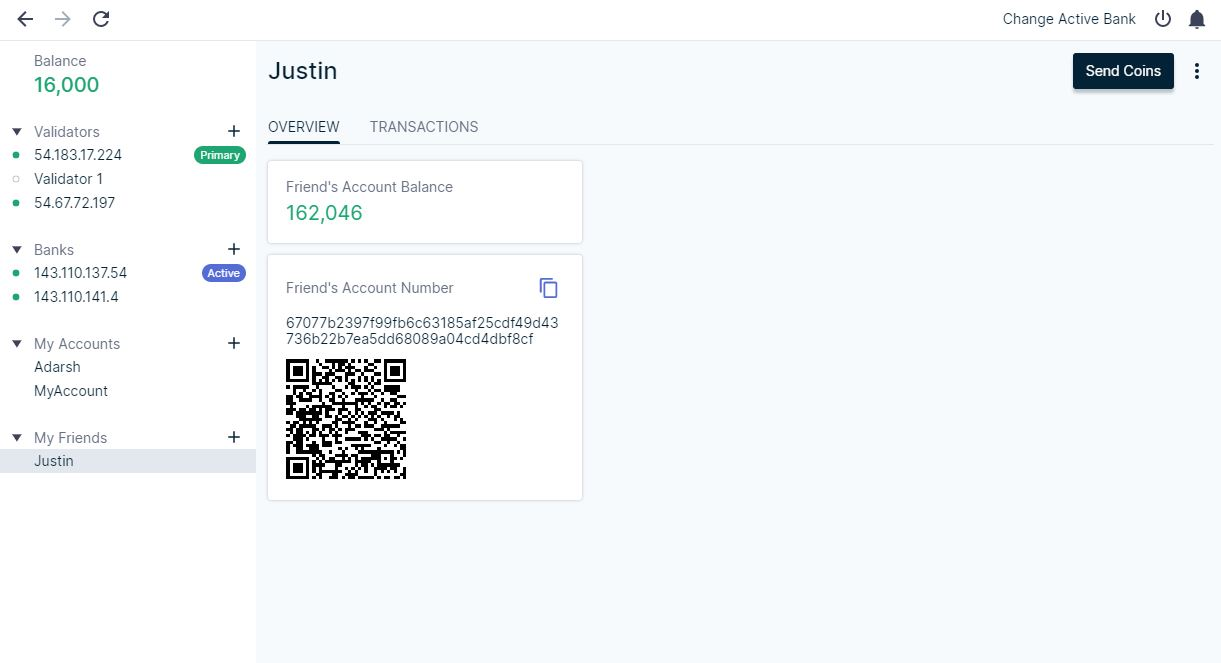 Change Active Bank
Balance
16,000
Validators
54.183.17.224 Primary
Validator 1
54.67.72.197
Banks
143.110.137.54 Active
143.110.141.4
My Accounts
Adarsh
MyAccount
My Friends
Justin
Justin
Send Coins
OVERVIEW TRANSACTIONS
Friend's Account Balance
162,046
Friend's Account Number
67077b2397f99fb6c63185af25cdf49d43
736b22b7ea5dd68089a04cd4dbf8cf